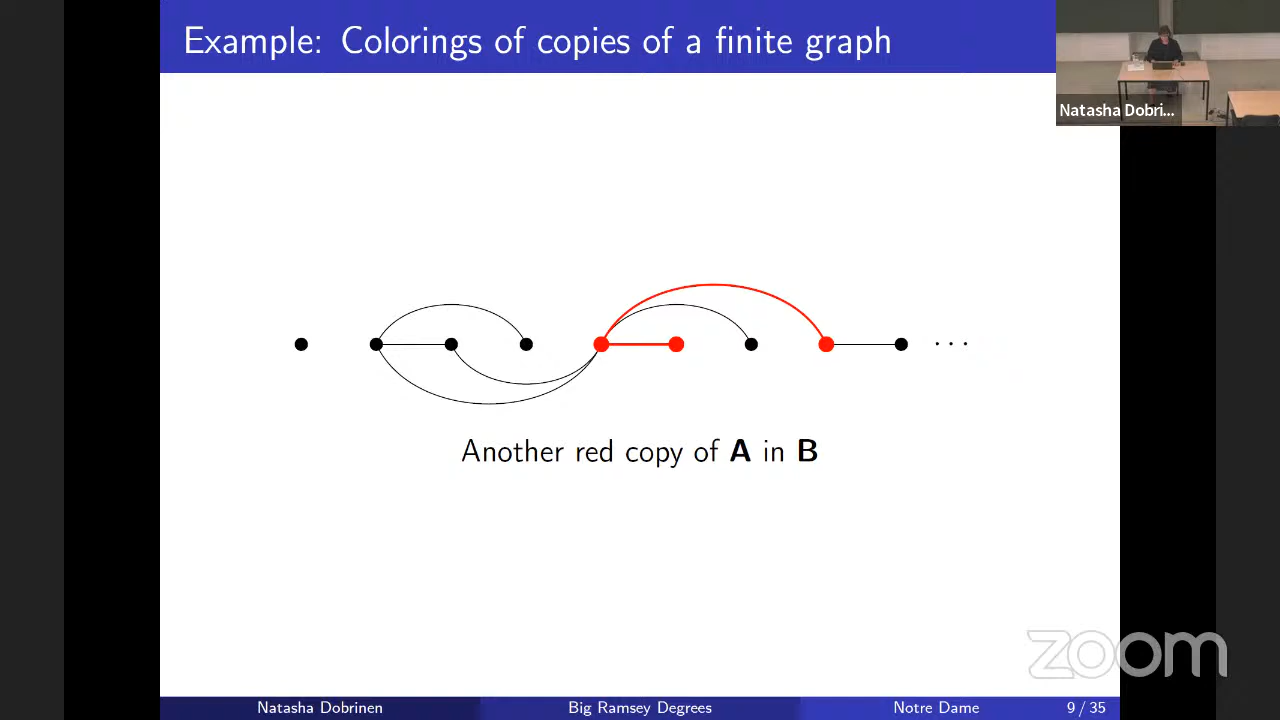 Example: Colorings of copies of a finite graph
Natasha Dobri...
. . .
Another red copy of A in B
zoom
Natasha Dobrinen
Big Ramsey Degrees
Notre Dame
9 / 35